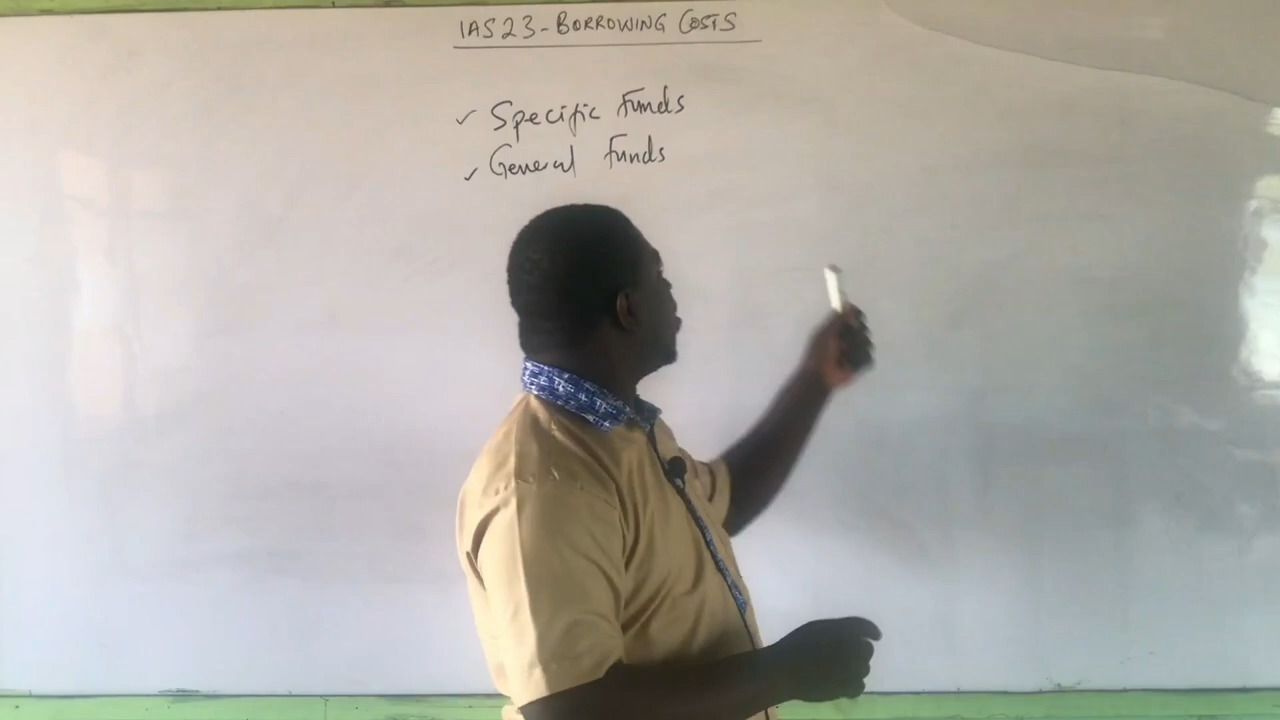 IAS 23 - BORROWING COSTS
✓ Specific Funds
✓ General Funds